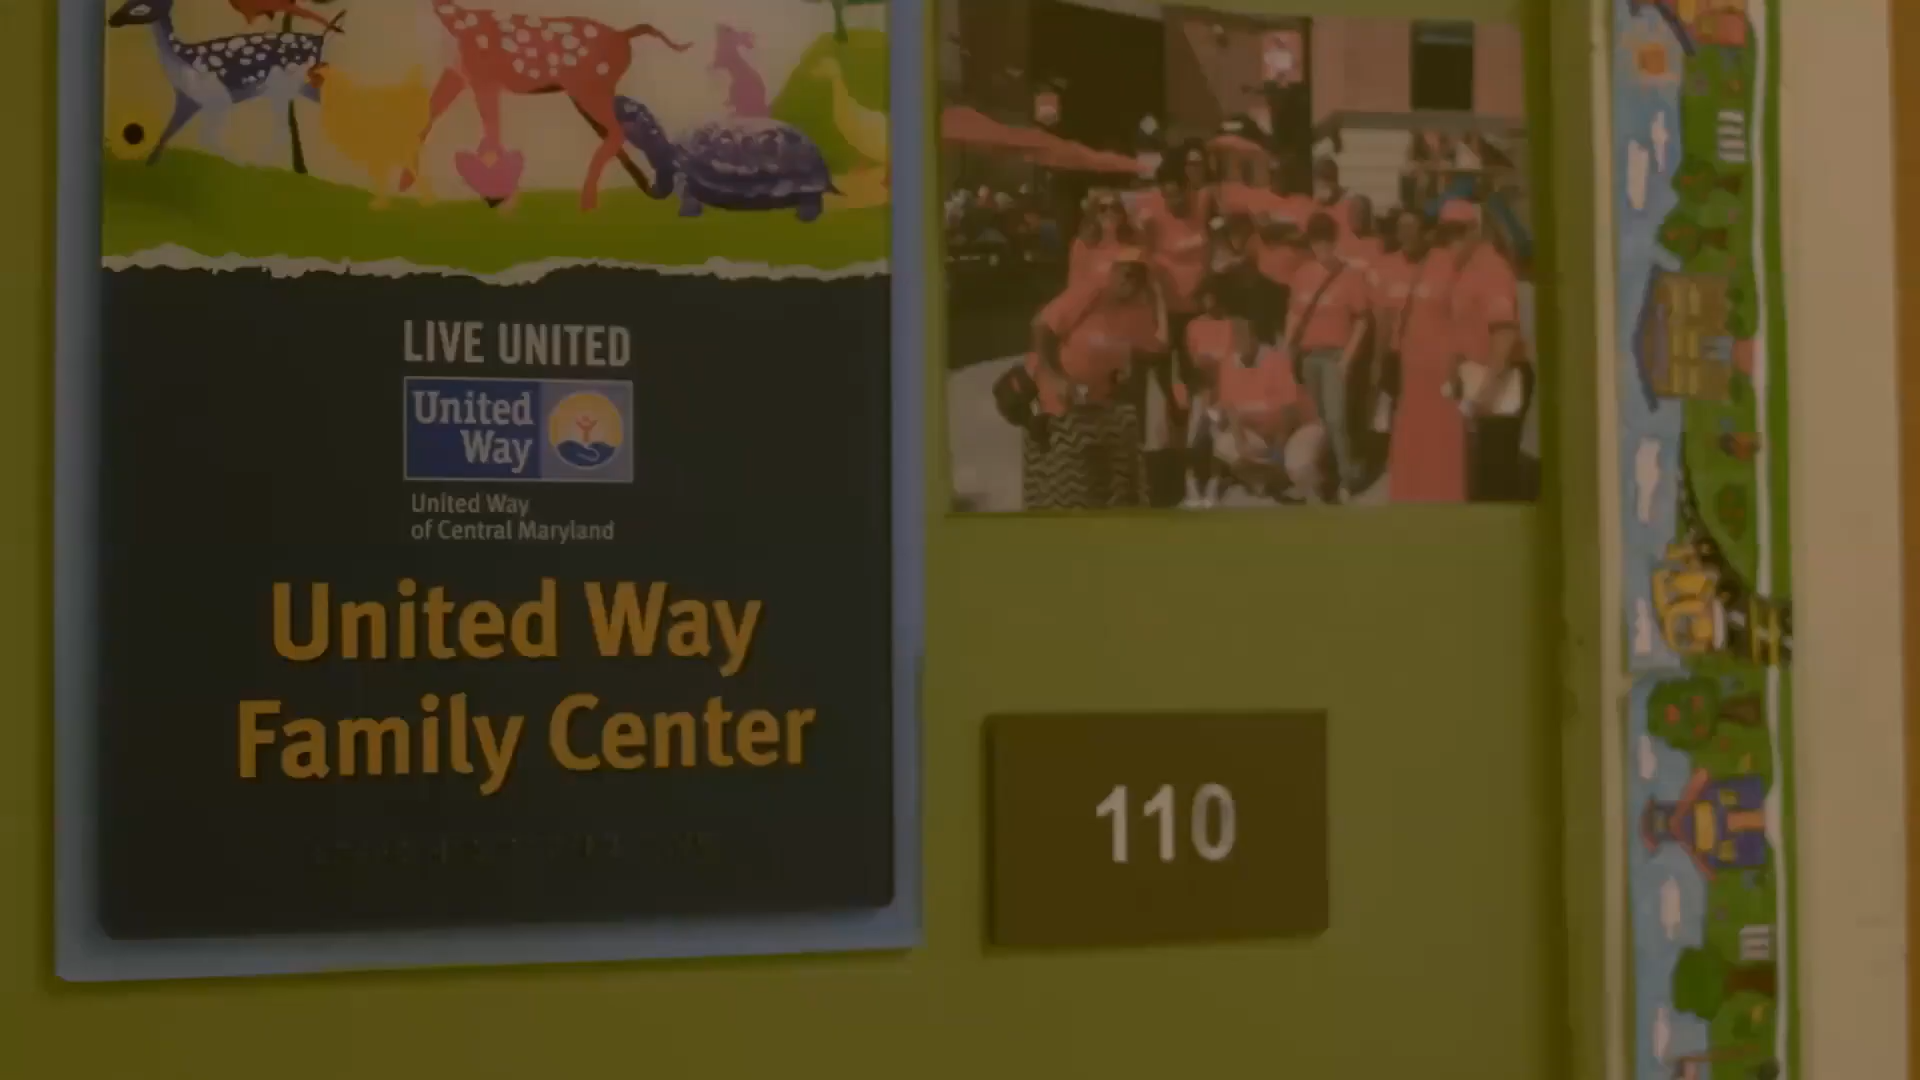 LIVE UNITED
United
Way
United Way
of Central Maryland
United Way
Family Center
110